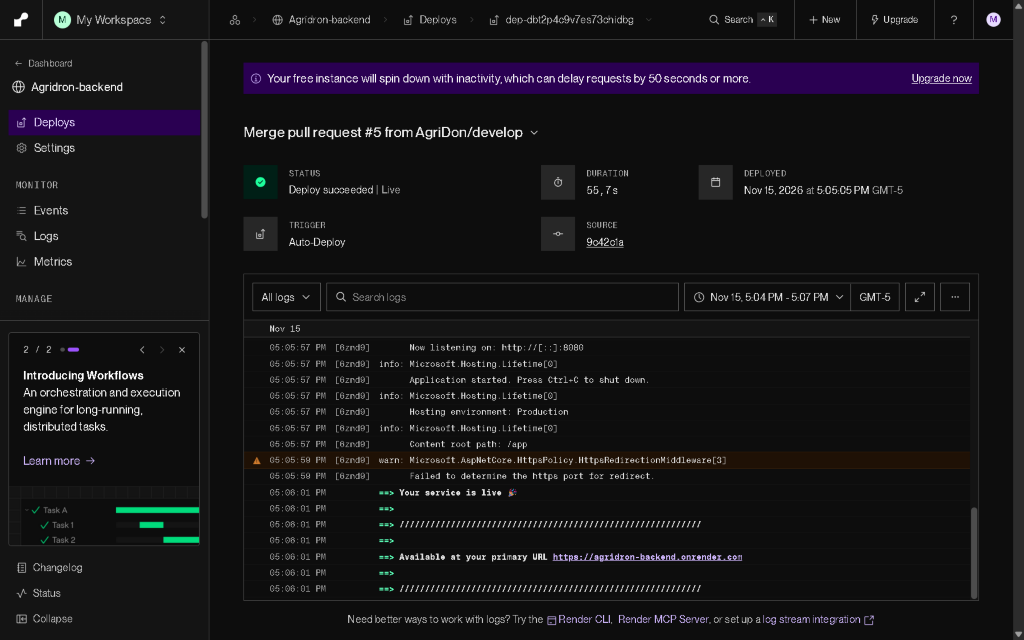 M My Workspace
Agridron-backend
Deploys
dep-dbt2p4c9v7es73chidbg
Search ^ K
+ New
Upgrade
?
M
← Dashboard
Agridron-backend
Deploys
Settings
MONITOR
Events
Logs
Metrics
MANAGE
2 / 2
Introducing Workflows
An orchestration and execution
engine for long-running,
distributed tasks.
Learn more →
Task A
Task 1
Task 2
Changelog
Status
Collapse
Your free instance will spin down with inactivity, which can delay requests by 50 seconds or more.
Upgrade now
Merge pull request #5 from AgriDon/develop
STATUS
Deploy succeeded | Live
DURATION
55,7s
DEPLOYED
Nov 15, 2026 at 5:05:05 PM GMT-5
TRIGGER
Auto-Deploy
SOURCE
9c42c1a
All logs
Search logs
Nov 15, 5:04 PM - 5:07 PM
GMT-5
...
Nov 15
05:05:57 PM [6znd9] Now listening on: http://[::]:8080
05:05:57 PM [6znd9] info: Microsoft.Hosting.Lifetime[0]
05:05:57 PM [6znd9] Application started. Press Ctrl+C to shut down.
05:05:57 PM [6znd9] info: Microsoft.Hosting.Lifetime[0]
05:05:57 PM [6znd9] Hosting environment: Production
05:05:57 PM [6znd9] info: Microsoft.Hosting.Lifetime[0]
05:05:57 PM [6znd9] Content root path: /app
05:05:59 PM [6znd9] warn: Microsoft.AspNetCore.HttpsPolicy.HttpsRedirectionMiddleware[3]
05:05:59 PM [6znd9] Failed to determine the https port for redirect.
05:06:01 PM ==> Your service is live 🎉
05:06:01 PM ==>
05:06:01 PM ==> ///////////////////////////////////////////////////////////
05:06:01 PM ==>
05:06:01 PM ==> Available at your primary URL https://agridron-backend.onrender.com
05:06:01 PM ==>
05:06:01 PM ==> ///////////////////////////////////////////////////////////
Need better ways to work with logs? Try the Render CLI, Render MCP Server, or set up a log stream integration